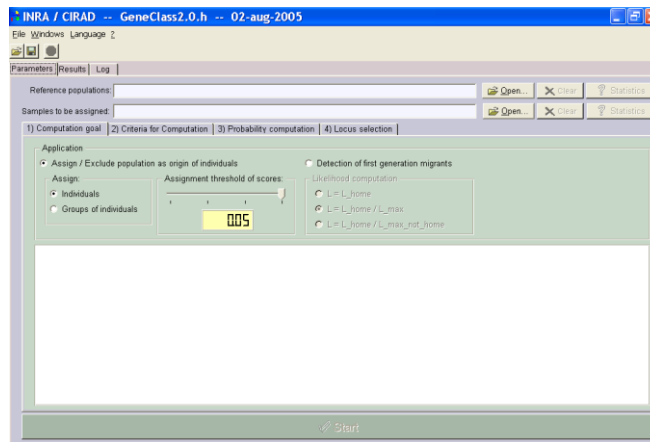 INRA / CIRAD -- GeneClass2.0.h -- 02-aug-2005
File Windows Language ?
Parameters Results Log
Reference populations: Open... Clear Statistics
Samples to be assigned: Open... Clear Statistics
1) Computation goal 2) Criteria for Computation 3) Probability computation 4) Locus selection
Application
Assign / Exclude population as origin of individuals Detection of first generation migrants
Assign: Assignment threshold of scores: Likelihood computation
Individuals L = L_home
Groups of individuals 0.05 L = L_home / L_max
L = L_home / L_max_not_home
Start